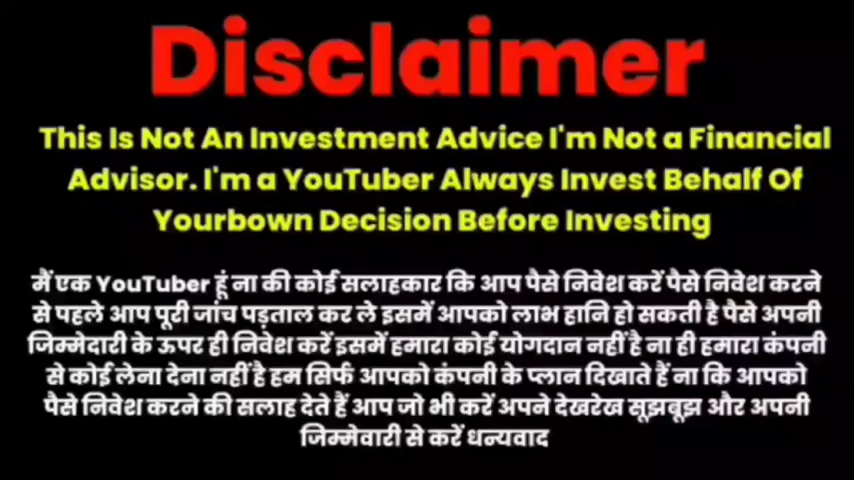 Disclaimer
This Is Not An Investment Advice I'm Not a Financial
Advisor. I'm a YouTuber Always Invest Behalf Of
Yourbown Decision Before Investing
मैं एक YouTuber हूं ना की कोई सलाहकार कि आप पैसे निवेश करें पैसे निवेश करने
से पहले आप पूरी जांच पड़ताल कर ले इसमें आपको लाभ हानि हो सकती है पैसे अपनी
जिम्मेदारी के ऊपर ही निवेश करें इसमें हमारा कोई योगदान नहीं है ना ही हमारा कंपनी
से कोई लेना देना नहीं है हम सिर्फ आपको कंपनी के प्लान दिखाते हैं ना कि आपको
पैसे निवेश करने की सलाह देते हैं आप जो भी करें अपने देखरेख सूझबूझ और अपनी
जिम्मेवारी से करें धन्यवाद